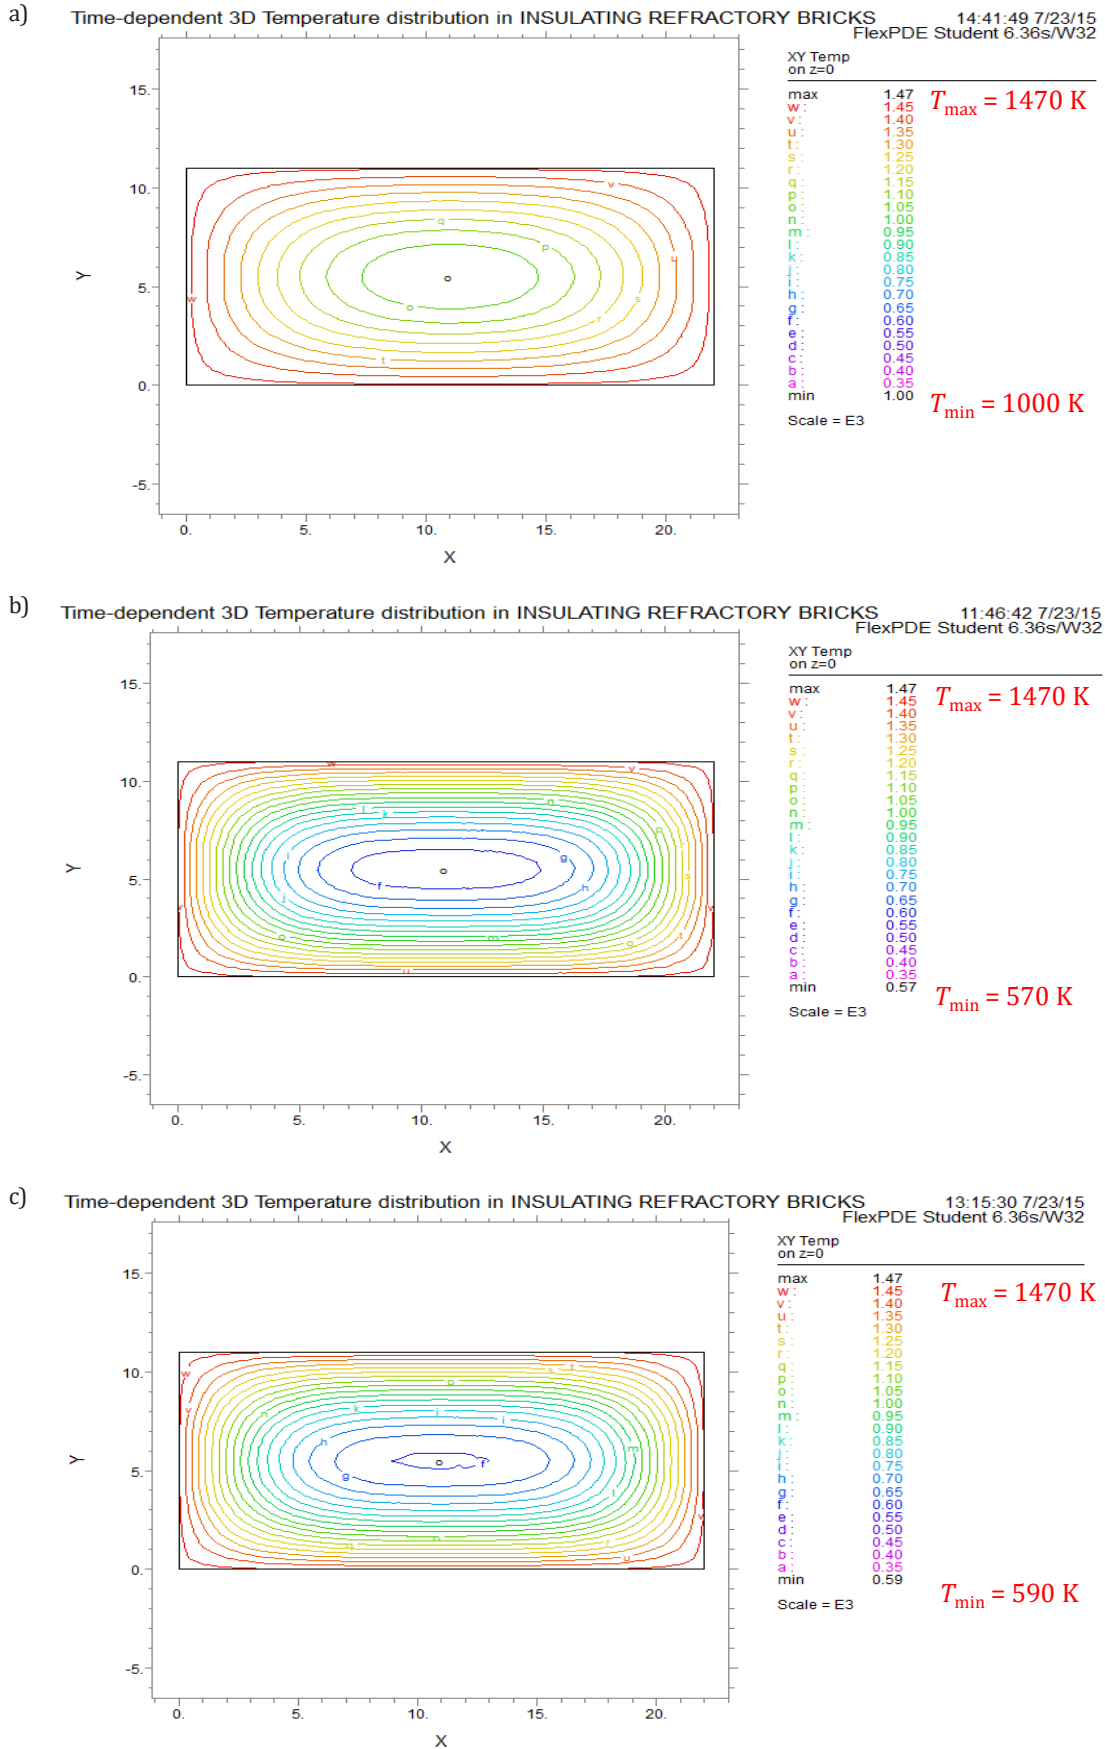 a)
Time-dependent 3D Temperature distribution in INSULATING REFRACTORY BRICKS 14:41:49 7/23/15
FlexPDE Student 6.36s/W32
XY Temp
on z=0
max 1.47 Tmax = 1470 K
w : 1.45
v : 1.40
u : 1.35
t : 1.30
s : 1.25
r : 1.20
q : 1.15
p : 1.10
o : 1.05
n : 1.00
m : 0.95
l : 0.90
k : 0.85
j : 0.80
i : 0.75
h : 0.70
g : 0.65
f : 0.60
e : 0.55
d : 0.50
c : 0.45
b : 0.40
a : 0.35
min 1.00 Tmin = 1000 K
Scale = E3
15.
10.
5.
0.
-5.
Y
v
q
p
u
o
w
s
o
r
t
0. 5. 10. 15. 20.
X
b)
Time-dependent 3D Temperature distribution in INSULATING REFRACTORY BRICKS 11:46:42 7/23/15
FlexPDE Student 6.36s/W32
XY Temp
on z=0
max 1.47 Tmax = 1470 K
w : 1.45
v : 1.40
u : 1.35
t : 1.30
s : 1.25
r : 1.20
q : 1.15
p : 1.10
o : 1.05
n : 1.00
m : 0.95
l : 0.90
k : 0.85
j : 0.80
i : 0.75
h : 0.70
g : 0.65
f : 0.60
e : 0.55
d : 0.50
c : 0.45
b : 0.40
a : 0.35
min 0.57 Tmin = 570 K
Scale = E3
15.
10.
5.
0.
-5.
Y
w
v
n
l k
p
r
i
g
o
s
f
h
j
v
v
o
m
q
t
u
0. 5. 10. 15. 20.
X
c)
Time-dependent 3D Temperature distribution in INSULATING REFRACTORY BRICKS 13:15:30 7/23/15
FlexPDE Student 6.36s/W32
XY Temp
on z=0
max 1.47 Tmax = 1470 K
w : 1.45
v : 1.40
u : 1.35
t : 1.30
s : 1.25
r : 1.20
q : 1.15
p : 1.10
o : 1.05
n : 1.00
m : 0.95
l : 0.90
k : 0.85
j : 0.80
i : 0.75
h : 0.70
g : 0.65
f : 0.60
e : 0.55
d : 0.50
c : 0.45
b : 0.40
a : 0.35
min 0.59 Tmin = 590 K
Scale = E3
15.
10.
5.
0.
-5.
Y
w
s t
p
v
n
k
j
i
h
m
o
f
g
l
v
q
o
r
u
0. 5. 10. 15. 20.
X